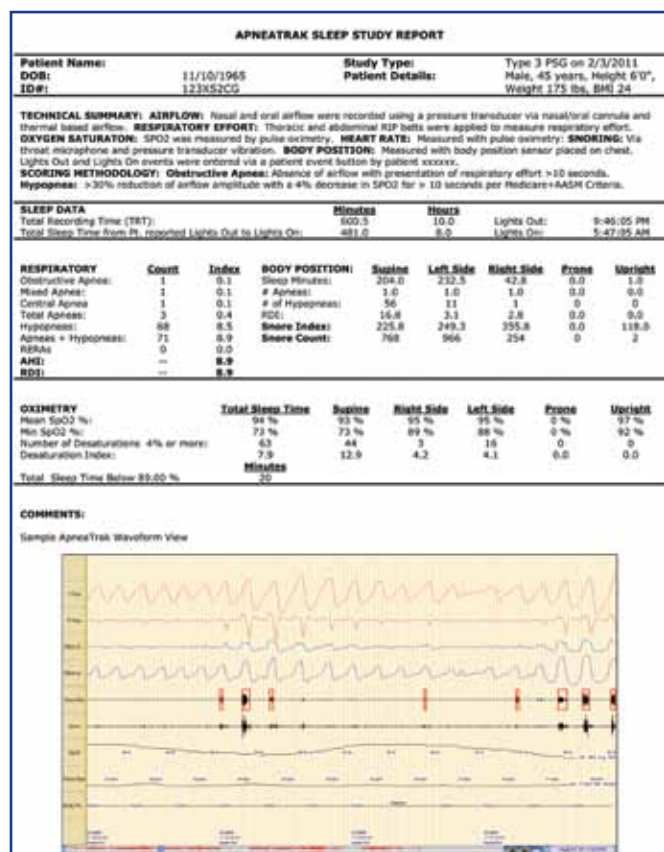 APNEATRAK SLEEP STUDY REPORT
Patient Name: Study Type: Type 3 PSG on 2/3/2011
DOB: 11/10/1965 Patient Details: Male, 45 years, Height 6'0",
ID#: 123X52CG Weight 175 lbs, BMI 24
TECHNICAL SUMMARY: AIRFLOW: Nasal and oral airflow were recorded using a pressure transducer via nasal/oral cannula and
thermal based airflow. RESPIRATORY EFFORT: Thoracic and abdominal RIP belts were applied to measure respiratory effort.
OXYGEN SATURATON: SPO2 was measured by pulse oximetry. HEART RATE: Measured with pulse oximetry: SNORING: Via
throat microphone and pressure transducer vibration. BODY POSITION: Measured with body position sensor placed on chest.
Lights Out and Lights On events were entered via a patient event button by patient xxxxxx.
SCORING METHODOLOGY: Obstructive Apnea: Absence of airflow with presentation of respiratory effort >10 seconds.
Hypopnea: >30% reduction of airflow amplitude with a 4% decrease in SPO2 for > 10 seconds per Medicare+AASM Criteria.
SLEEP DATA Minutes Hours
Total Recording Time (TRT): 600.5 10.0 Lights Out: 9:46:05 PM
Total Sleep Time from Pt. reported Lights Out to Lights On: 481.0 8.0 Lights On: 5:47:05 AM
RESPIRATORY Count Index BODY POSITION: Supine Left Side Right Side Prone Upright
Obstructive Apnea: 1 0.1 Sleep Minutes: 204.0 232.5 42.8 0.0 1.0
Mixed Apnea: 1 0.1 # Apneas: 1.0 1.0 1.0 0.0 0.0
Central Apnea 1 0.1 # of Hypopneas: 56 11 1 0 0
Total Apneas: 3 0.4 RDI: 16.8 3.1 2.8 0.0 0.0
Hypopnea: 68 8.5 Snore Index: 225.8 249.3 355.8 0.0 118.0
Apneas + Hypopneas: 71 8.9 Snore Count: 768 966 254 0 2
RERAs 0 0.0
AHI: -- 8.9
RDI: -- 8.9
OXIMETRY Total Sleep Time Supine Right Side Left Side Prone Upright
Mean SpO2 %: 94 % 93 % 95 % 95 % 0 % 97 %
Min SpO2 %: 73 % 73 % 89 % 88 % 0 % 92 %
Number of Desaturations 4% or more: 63 44 3 16 0 0
Desaturation Index: 7.9 12.9 4.2 4.1 0.0 0.0
Minutes
Total Sleep Time Below 89.00 % 20
COMMENTS:
Sample ApneaTrak Waveform View